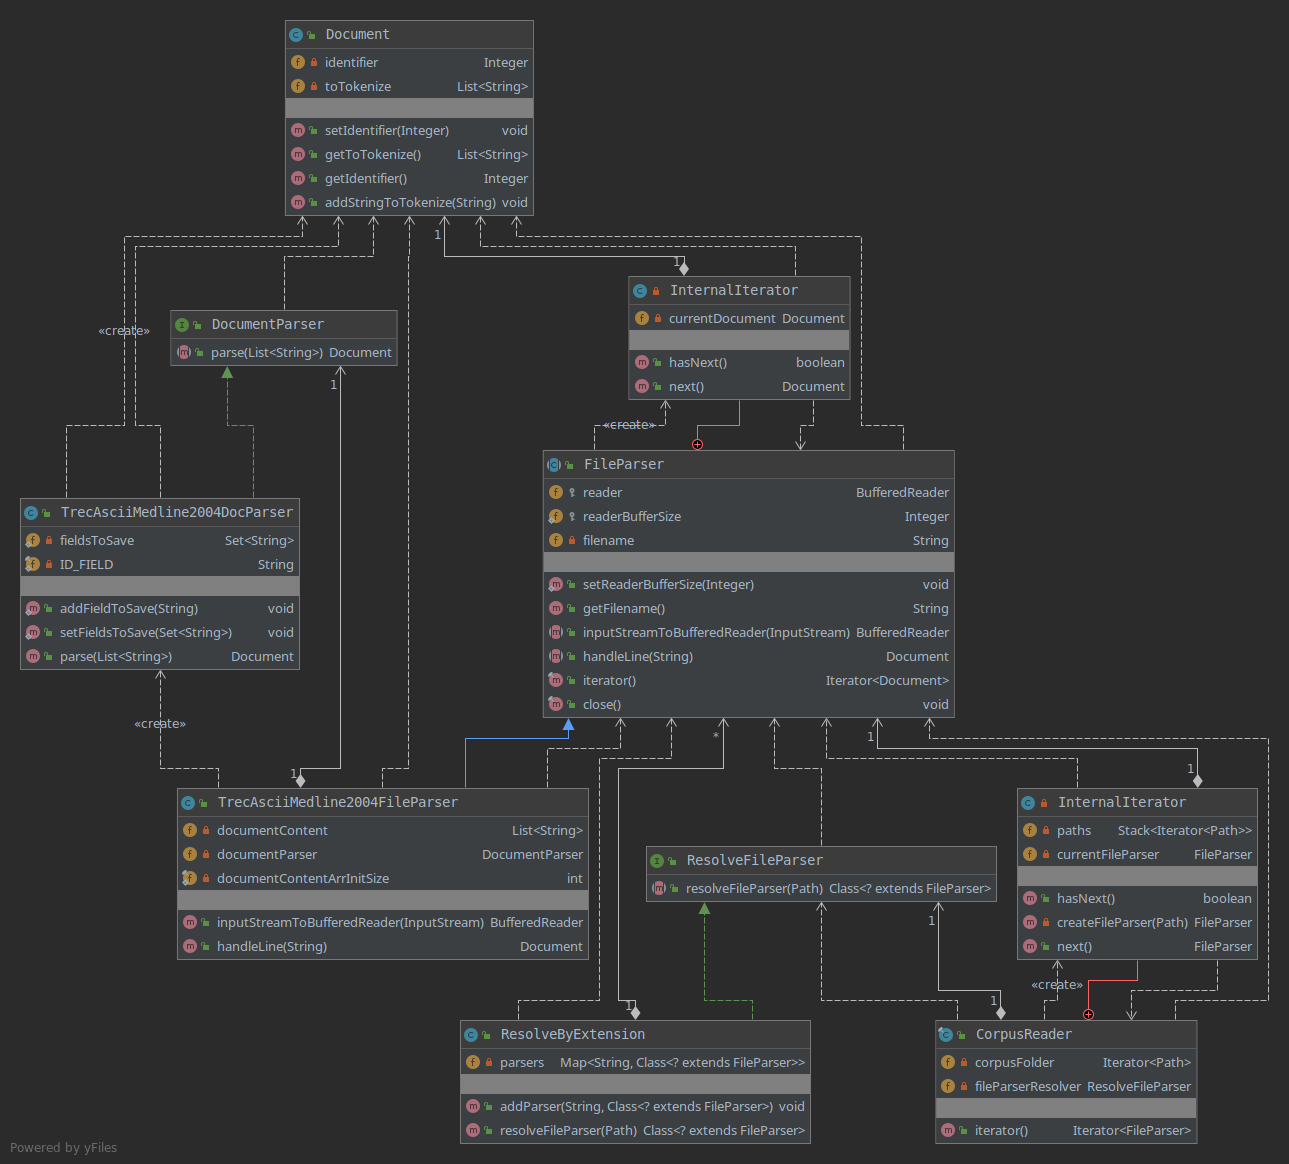 Document
identifier Integer
toTokenize List<String>
setIdentifier(Integer) void
getToTokenize() List<String>
getIdentifier() Integer
addStringToTokenize(String) void
1
1
InternalIterator
currentDocument Document
hasNext() boolean
next() Document
«create»
DocumentParser
parse(List<String>) Document
1
«create»
FileParser
reader BufferedReader
readerBufferSize Integer
filename String
setReaderBufferSize(Integer) void
getFilename() String
inputStreamToBufferedReader(InputStream) BufferedReader
handleLine(String) Document
iterator() Iterator<Document>
close() void
TrecAsciiMedline2004DocParser
fieldsToSave Set<String>
ID_FIELD String
addFieldToSave(String) void
setFieldsToSave(Set<String>) void
parse(List<String>) Document
«create»
* 1
1 1
TrecAsciiMedline2004FileParser
documentContent List<String>
documentParser DocumentParser
documentContentArrInitSize int
inputStreamToBufferedReader(InputStream) BufferedReader
handleLine(String) Document
InternalIterator
paths Stack<Iterator<Path>>
currentFileParser FileParser
hasNext() boolean
createFileParser(Path) FileParser
next() FileParser
ResolveFileParser
resolveFileParser(Path) Class<? extends FileParser>
1
«create»
1 1
ResolveByExtension
parsers Map<String, Class<? extends FileParser>>
addParser(String, Class<? extends FileParser>) void
resolveFileParser(Path) Class<? extends FileParser>
CorpusReader
corpusFolder Iterator<Path>
fileParserResolver ResolveFileParser
iterator() Iterator<FileParser>
Powered by yFiles